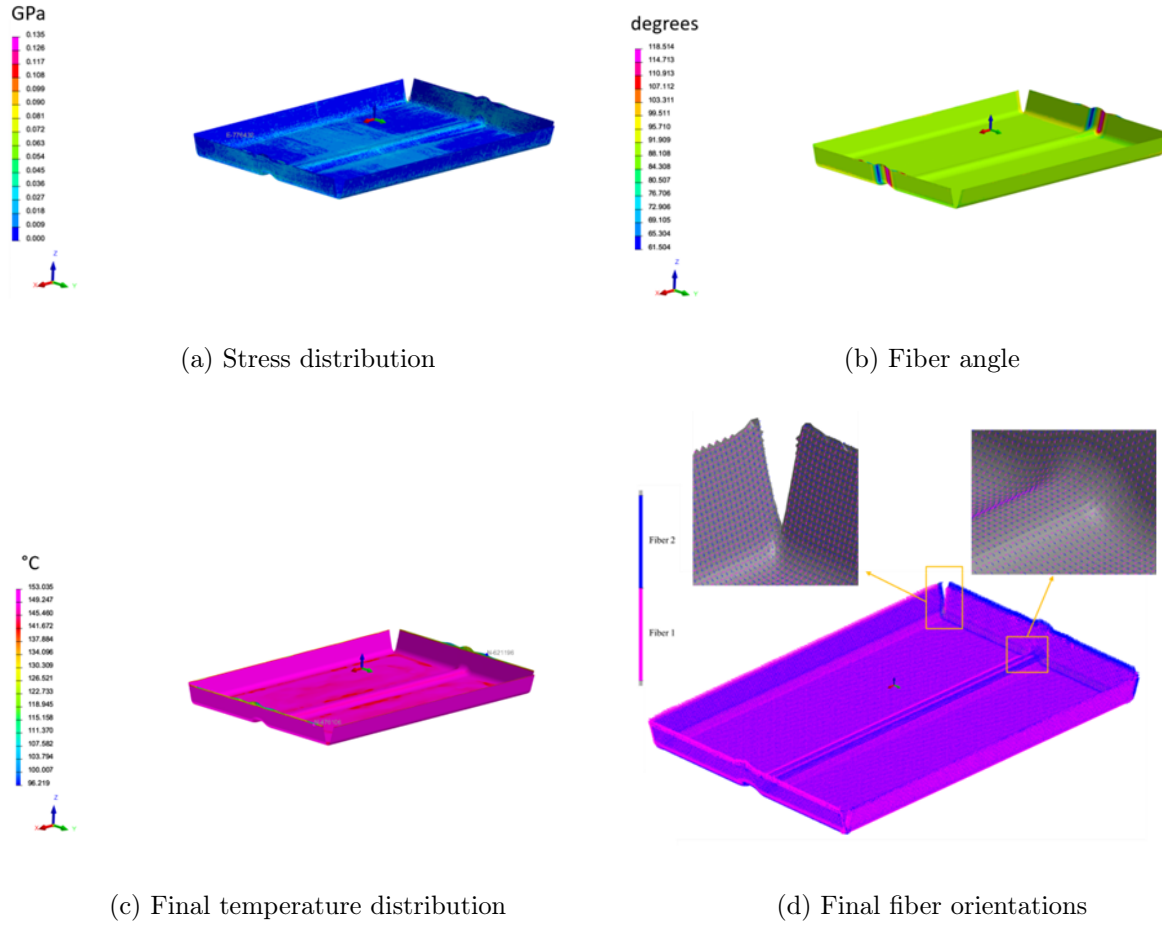 GPa
0.135
0.126
0.117
0.108
0.099
0.090
0.081
0.072
0.063
0.054
0.045
0.036
0.027
0.018
0.009
0.000
Z
X
Y
(a) Stress distribution
degrees
118.514
114.713
110.913
107.112
103.311
99.511
95.710
91.909
88.108
84.308
80.507
76.706
72.906
69.105
65.304
61.504
Z
X
Y
(b) Fiber angle
°C
153.035
149.247
145.460
141.672
137.884
134.096
130.309
126.521
122.733
118.945
115.158
111.370
107.582
103.794
100.007
96.219
N-621186
Z
X
Y
(c) Final temperature distribution
Fiber 2
Fiber 1
(d) Final fiber orientations